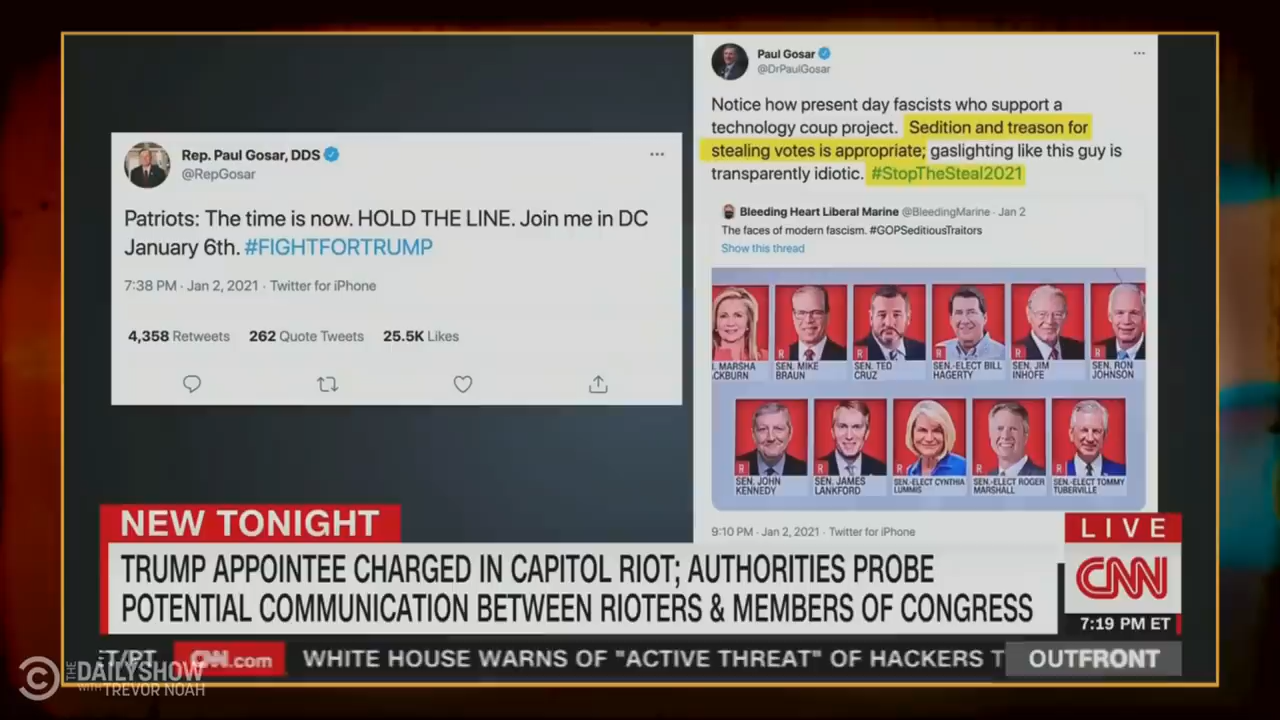 Rep. Paul Gosar, DDS
@RepGosar
Patriots: The time is now. HOLD THE LINE. Join me in DC
January 6th. #FIGHTFORTRUMP
7:38 PM · Jan 2, 2021 · Twitter for iPhone
4,358 Retweets 262 Quote Tweets 25.5K Likes
Paul Gosar
@DrPaulGosar
Notice how present day fascists who support a
technology coup project. Sedition and treason for
stealing votes is appropriate; gaslighting like this guy is
transparently idiotic. #StopTheSteal2021
Bleeding Heart Liberal Marine @BleedingMarine · Jan 2
The faces of modern fascism. #GOPSeditiousTraitors
Show this thread
R R R R R
. MARSHA
CKBURN
SEN. MIKE
BRAUN
SEN. TED
CRUZ
SEN.-ELECT BILL
HAGERTY
SEN. JIM
INHOFE
SEN. RON
JOHNSON
R R R R R
SEN. JOHN
KENNEDY
SEN. JAMES
LANKFORD
SEN.-ELECT CYNTHIA
LUMMIS
SEN.-ELECT ROGER
MARSHALL
SEN.-ELECT TOMMY
TUBERVILLE
9:10 PM · Jan 2, 2021 · Twitter for iPhone
NEW TONIGHT
TRUMP APPOINTEE CHARGED IN CAPITOL RIOT; AUTHORITIES PROBE
POTENTIAL COMMUNICATION BETWEEN RIOTERS & MEMBERS OF CONGRESS
LIVE
CNN
7:19 PM ET
ET/PT CNN.com WHITE HOUSE WARNS OF "ACTIVE THREAT" OF HACKERS T OUTFRONT
THE DAILY SHOW
WITH TREVOR NOAH